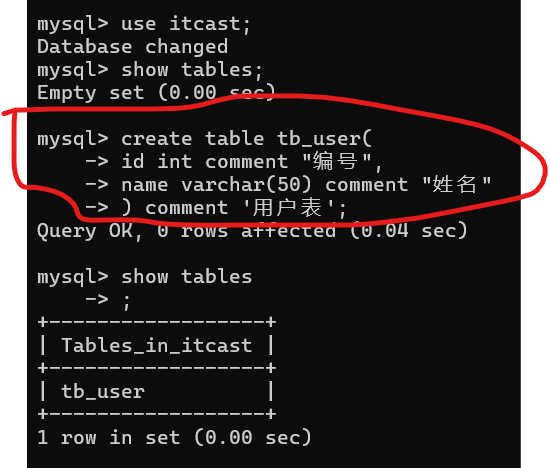 mysql> use itcast;
Database changed
mysql> show tables;
Empty set (0.00 sec)
mysql> create table tb_user(
    -> id int comment "编号",
    -> name varchar(50) comment "姓名"
    -> ) comment '用户表';
Query OK, 0 rows affected (0.04 sec)
mysql> show tables
    -> ;
+------------------+
| Tables_in_itcast |
+------------------+
| tb_user          |
+------------------+
1 row in set (0.00 sec)